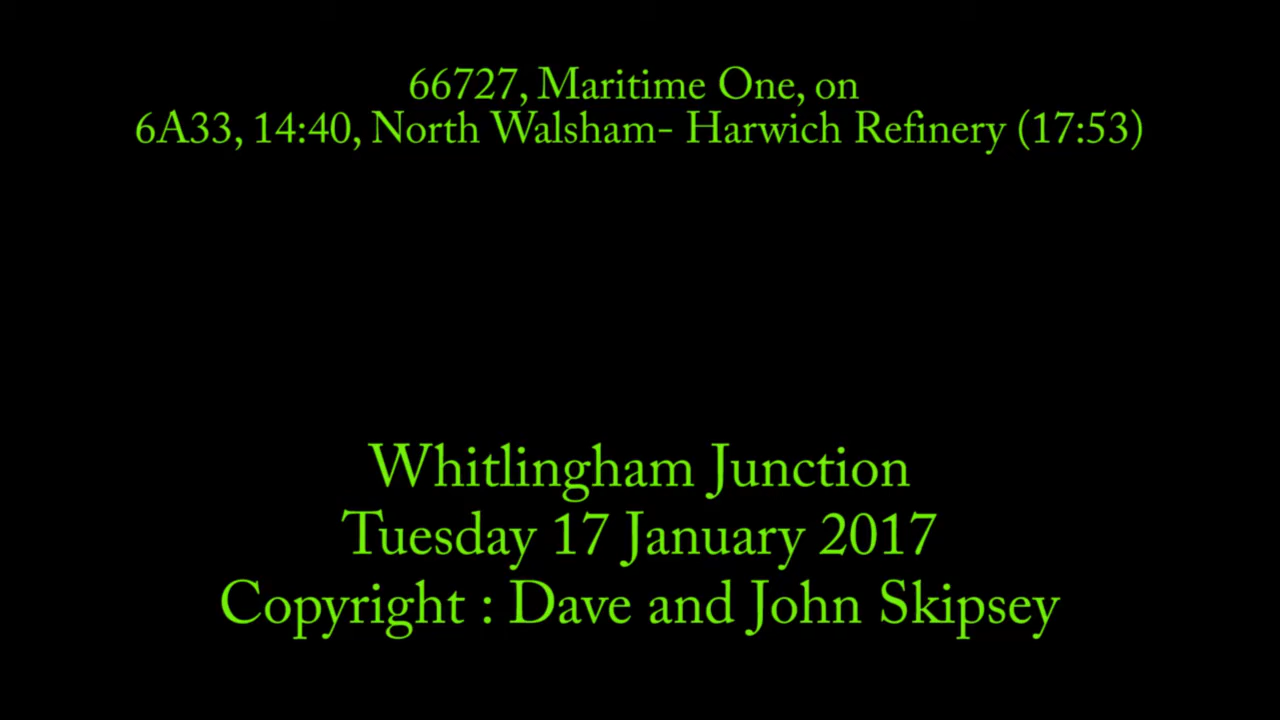 66727, Maritime One, on
6A33, 14:40, North Walsham- Harwich Refinery (17:53)
Whitlingham Junction
Tuesday 17 January 2017
Copyright : Dave and John Skipsey